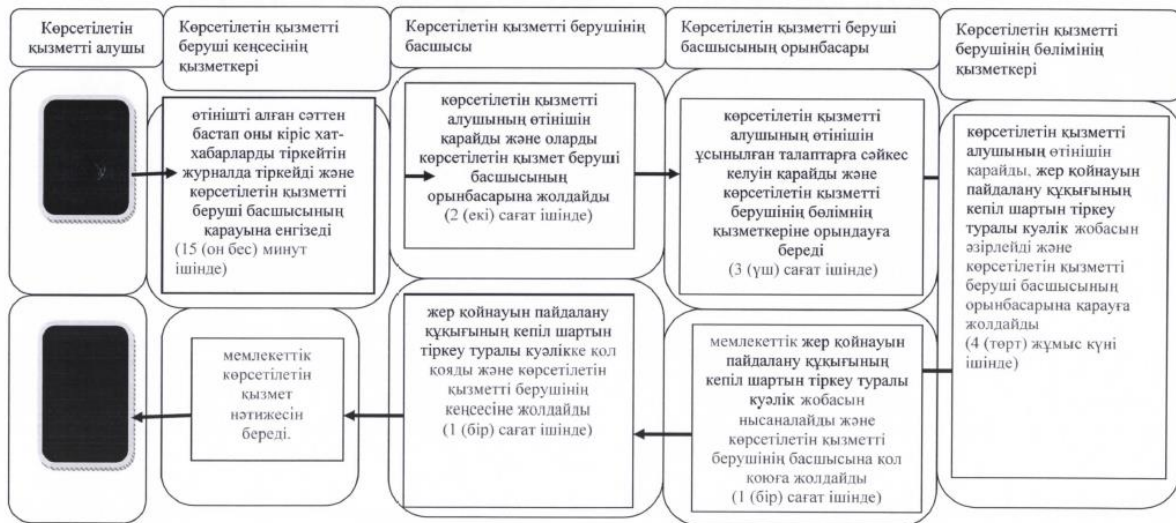 Көрсетілетін
қызметті алушы
Көрсетілетін қызметті
беруші кеңсесінің
қызметкері
Көрсетілетін қызметті берушінің
басшысы
Көрсетілетін қызметті беруші
басшысының орынбасары
Көрсетілетін қызметті
берушінің бөлімінің
қызметкері
өтінішті алған сәттен
бастап оны кіріс хат-
хабарларды тіркейтін
журналда тіркейді және
көрсетілетін қызметті
беруші басшысының
қарауына енгізеді
(15 (он бес) минут
ішінде)
көрсетілетін қызметті
алушының өтінішін
қарайды және оларды
көрсетілетін қызмет беруші
басшысының
орынбасарына жолдайды
(2 (екі) сағат ішінде)
көрсетілетін қызметті
алушының өтінішін
ұсынылған талаптарға сәйкес
келуін қарайды және
көрсетілетін қызметті
берушінің бөлімнің
қызметкеріне орындауға
береді
(3 (үш) сағат ішінде)
көрсетілетін қызметті
алушының өтінішін
қарайды, жер қойнауын
пайдалану құқығының
кепіл шартын тіркеу
туралы куәлік жобасын
әзірлейді және
көрсетілетін қызметті
беруші басшысының
орынбасарына қарауға
жолдайды
(4 (төрт) жұмыс күні
ішінде)
мемлекеттік
көрсетілетін
қызмет
нәтижесін
береді.
жер қойнауын пайдалану
құқығының кепіл шартын
тіркеу туралы куәлікке қол
қояды және көрсетілетін
қызметті берушінің
кеңсесіне жолдайды
(1 (бір) сағат ішінде)
мемлекеттік жер қойнауын
пайдалану құқығының
кепіл шартын тіркеу туралы
куәлік жобасын
нысаналайды және
көрсетілетін қызметті
берушінің басшысына қол
қоюға жолдайды
(1 (бір) сағат ішінде)